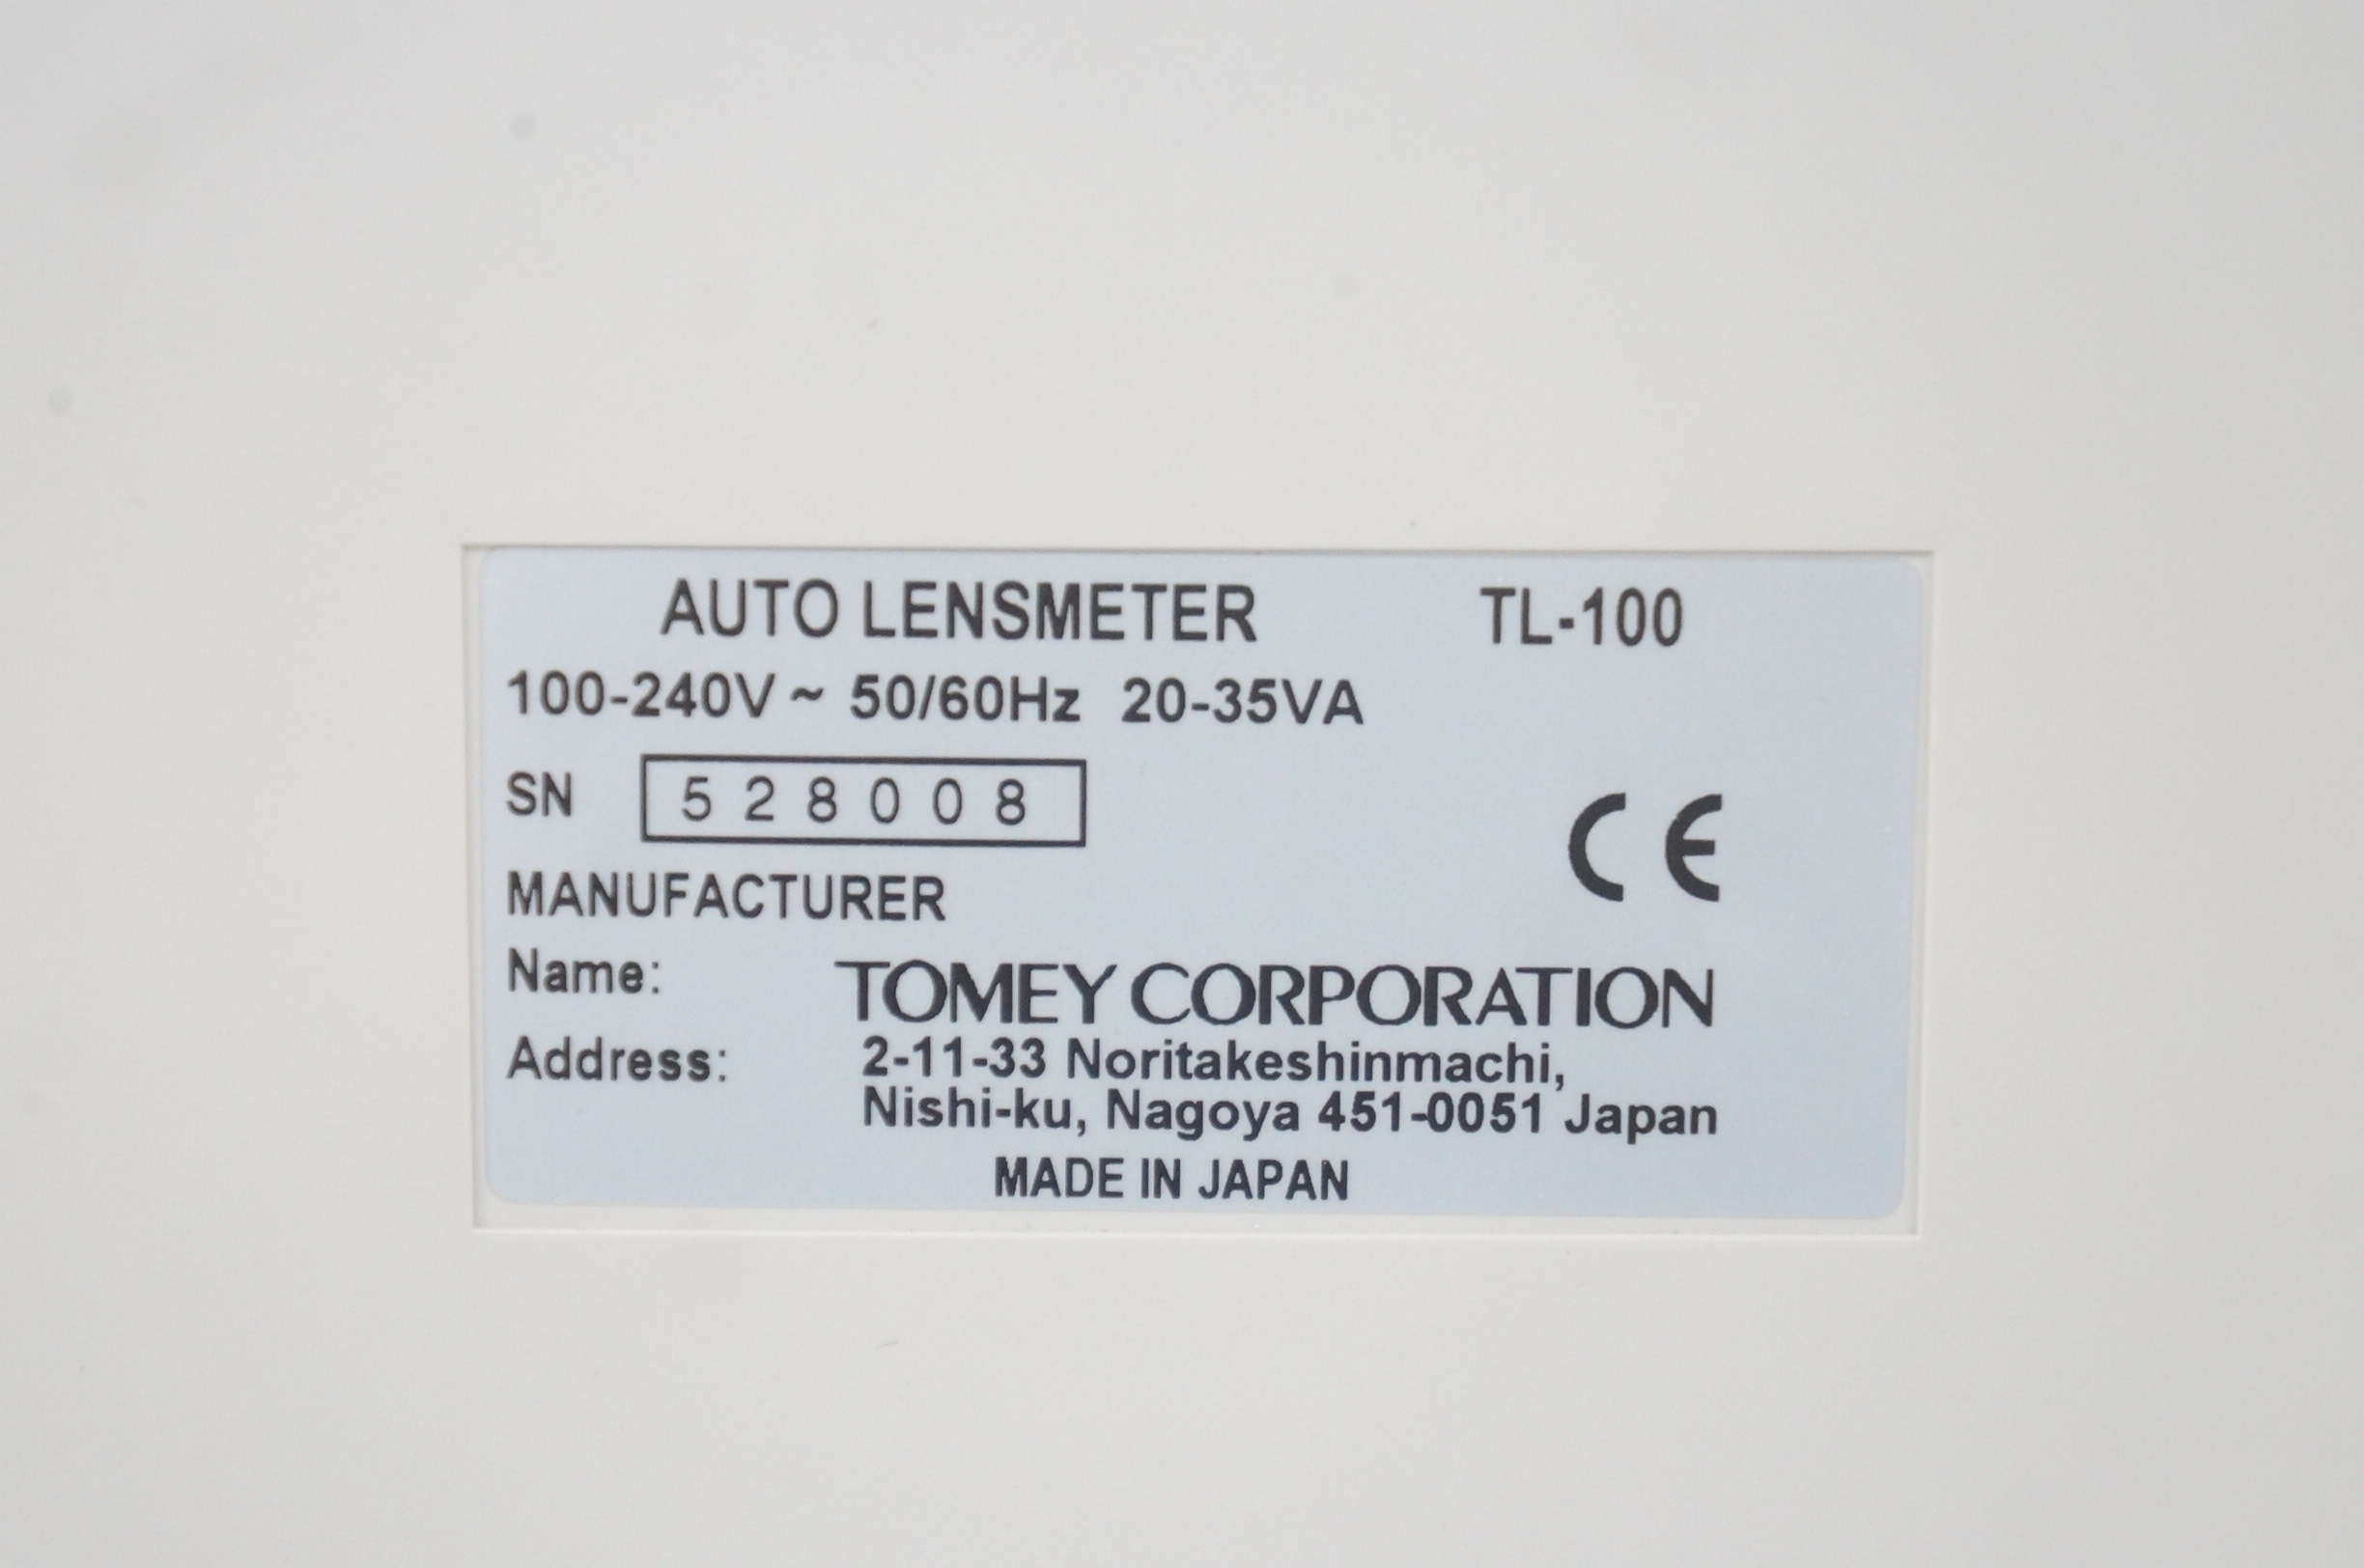 AUTO LENSMETER TL-100
100-240V~ 50/60Hz 20-35VA
SN 528008
CE
MANUFACTURER
Name: TOMEY CORPORATION
Address: 2-11-33 Noritakeshinmachi,
Nishi-ku, Nagoya 451-0051 Japan
MADE IN JAPAN